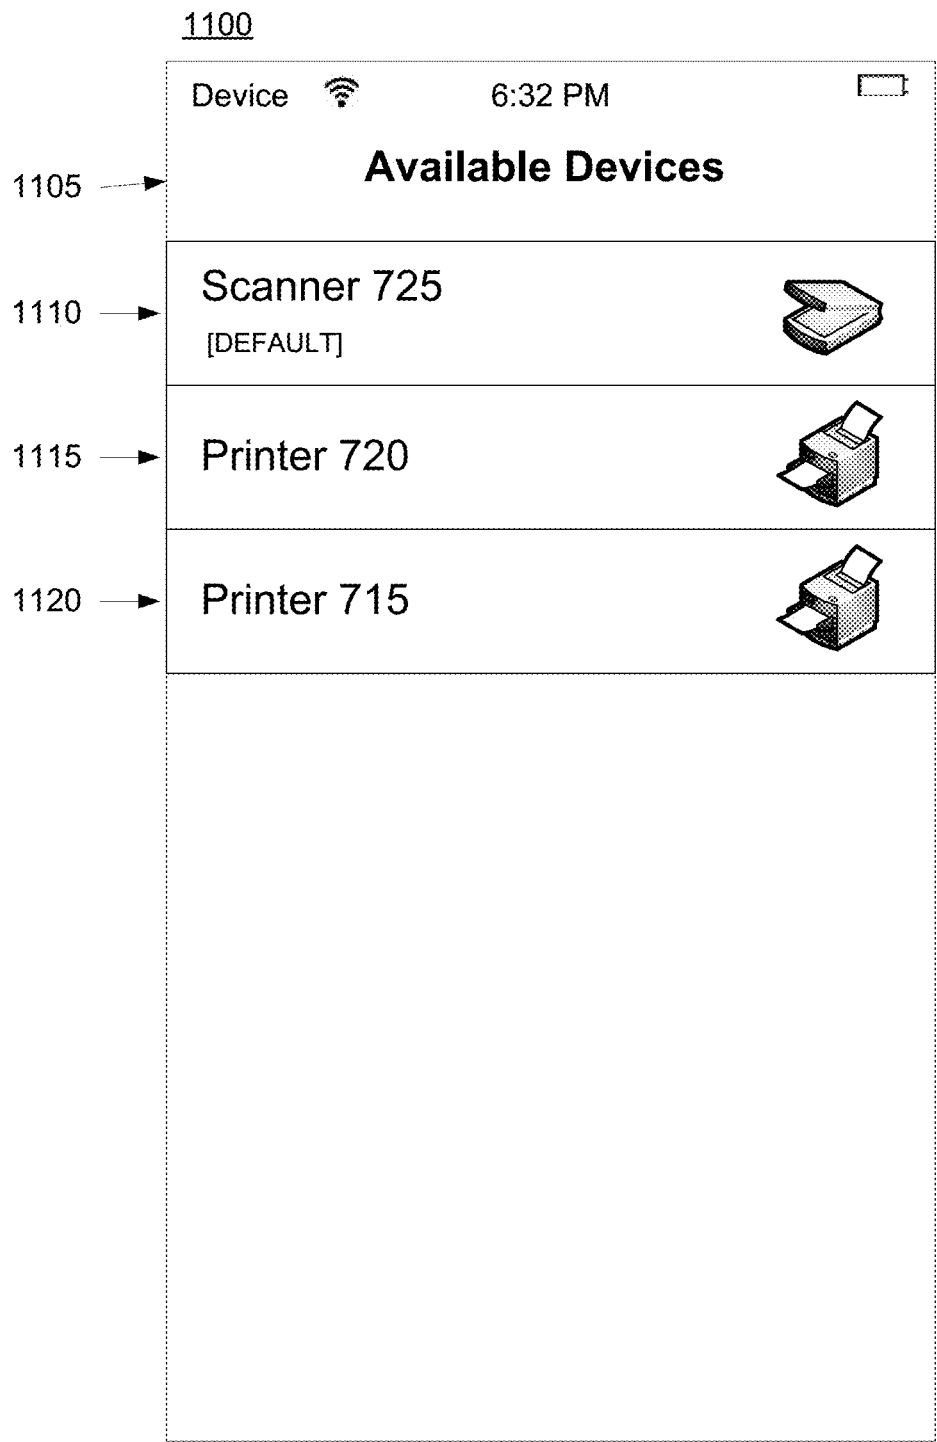 1100
Device 6:32 PM
Available Devices
1105
Scanner 725
1110
[DEFAULT]
1115 Printer 720
1120 Printer 715